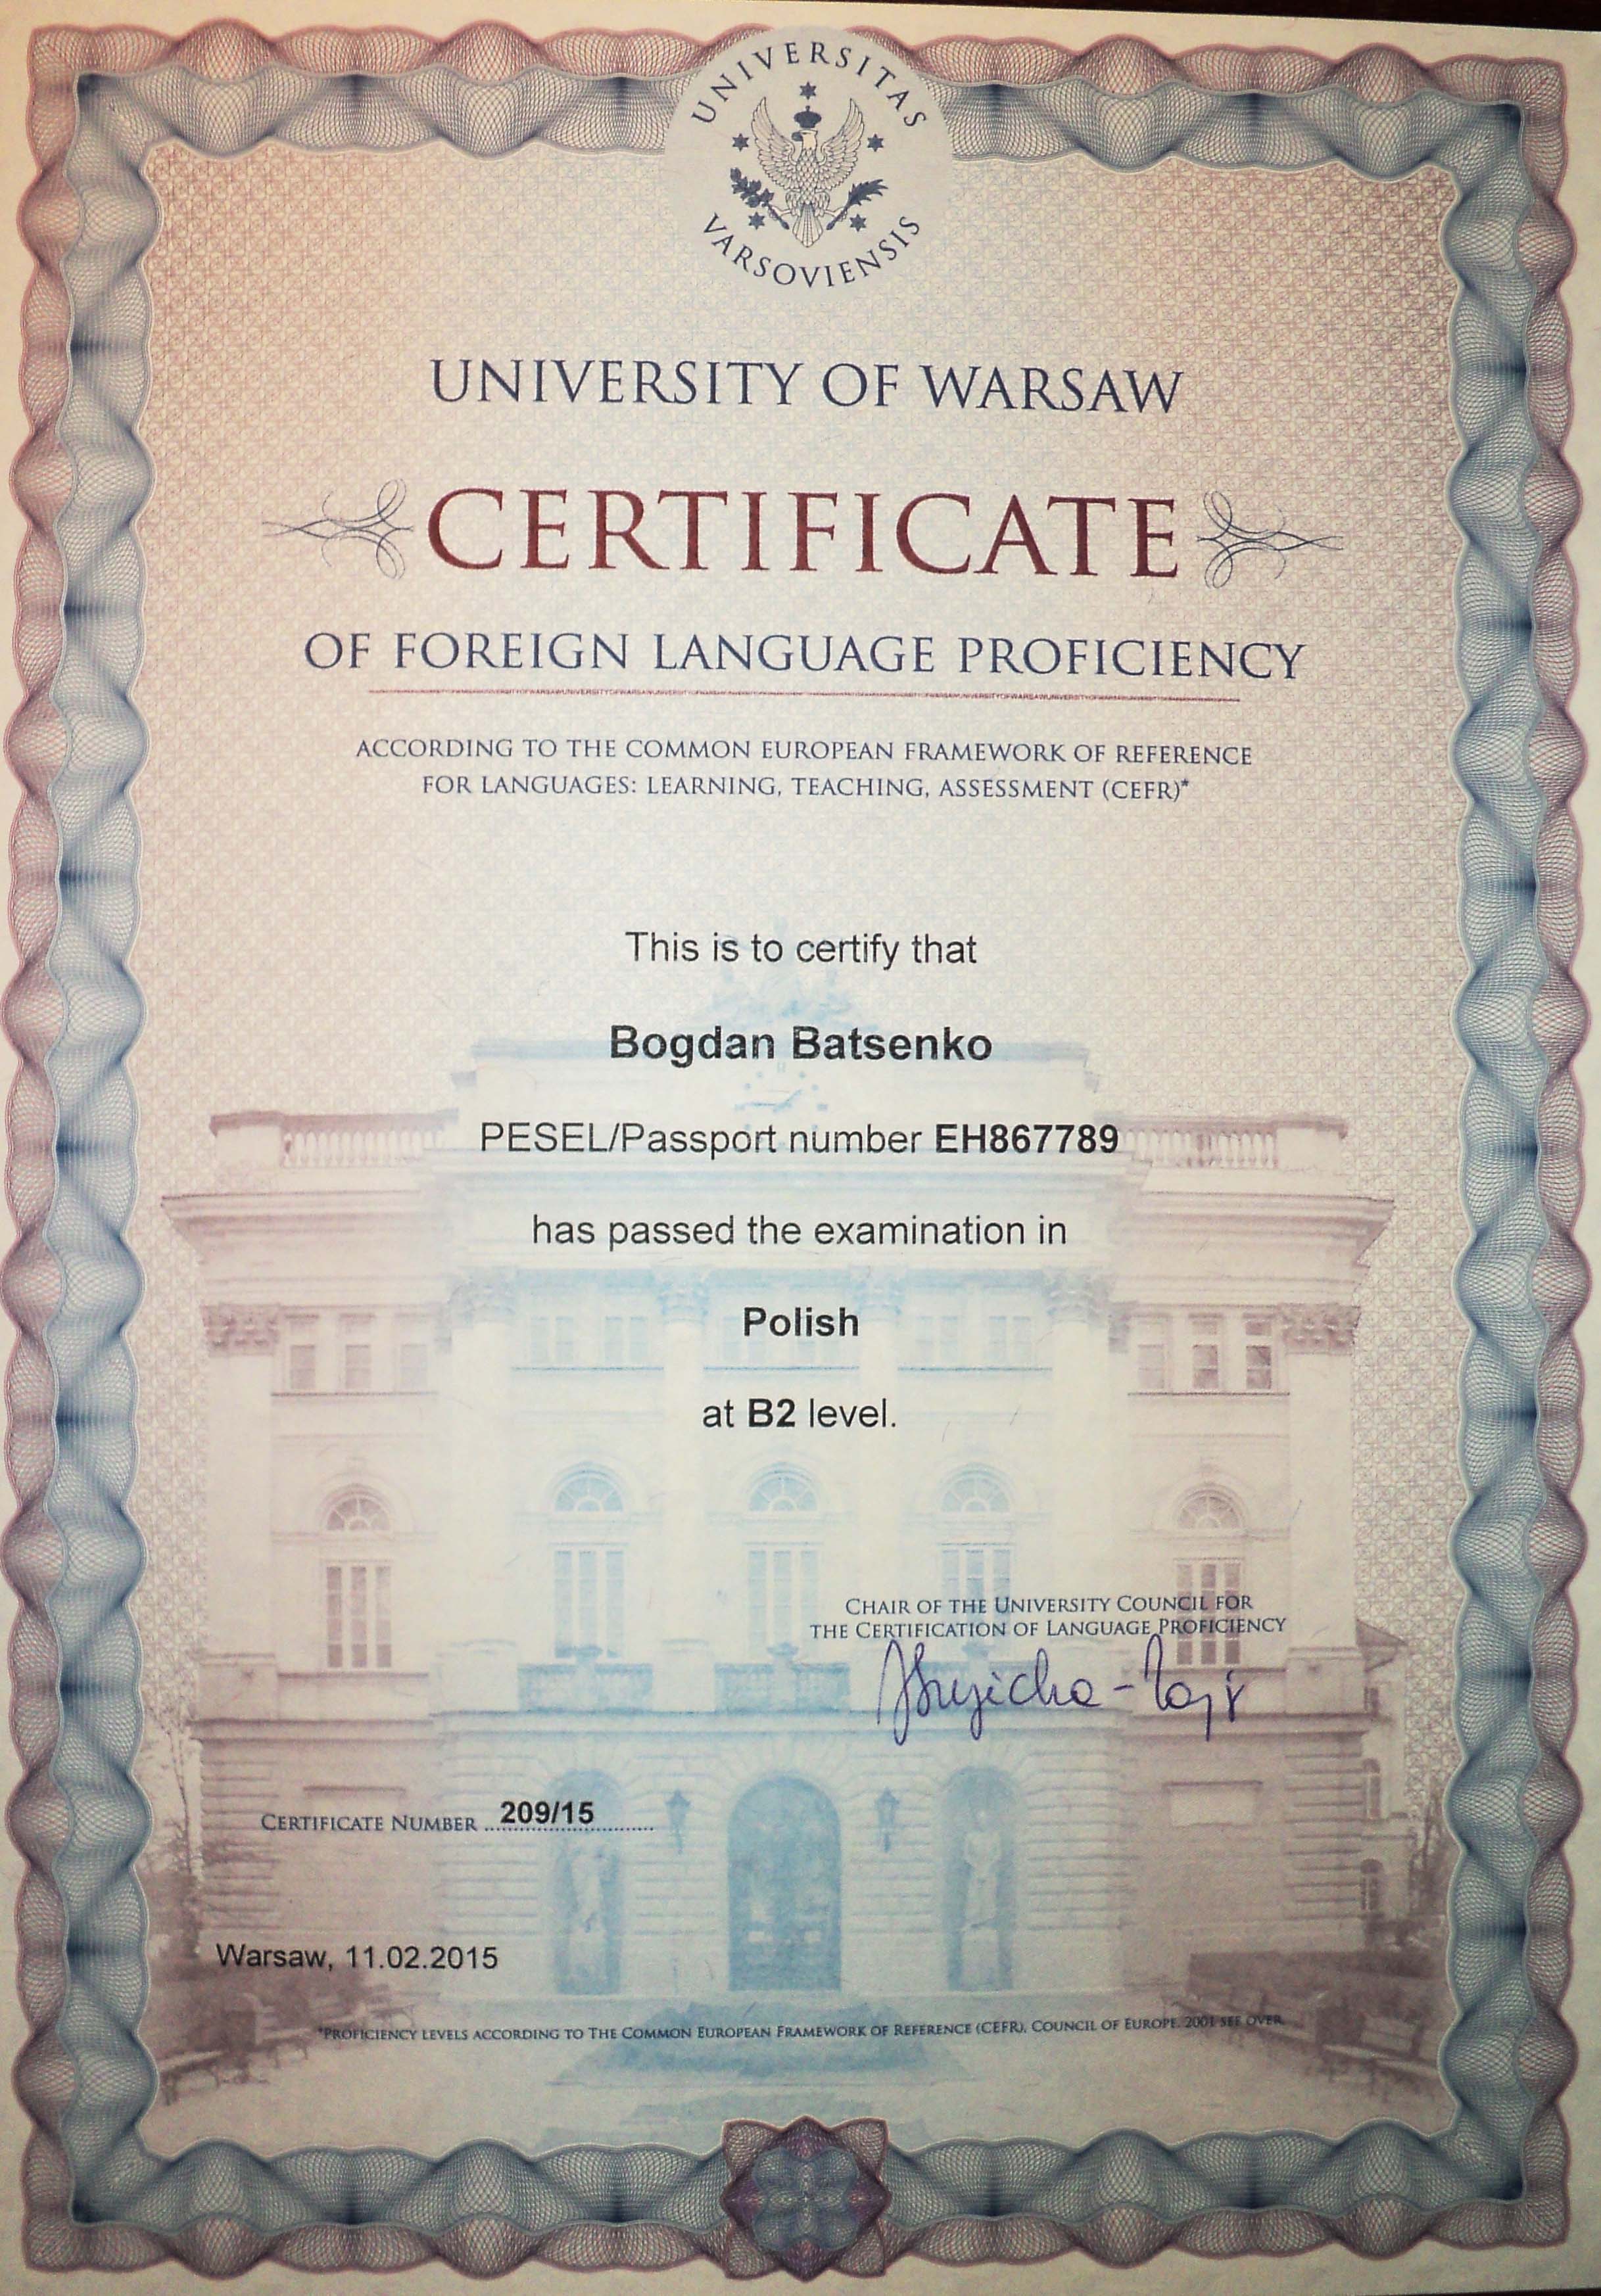 UNIVERSITAS
VARSOVIENSIS
UNIVERSITY OF WARSAW
CERTIFICATE
OF FOREIGN LANGUAGE PROFICIENCY
ACCORDING TO THE COMMON EUROPEAN FRAMEWORK OF REFERENCE
FOR LANGUAGES: LEARNING, TEACHING, ASSESSMENT (CEFR)*
This is to certify that
Bogdan Batsenko
PESEL/Passport number EH867789
has passed the examination in
Polish
at B2 level.
CHAIR OF THE UNIVERSITY COUNCIL FOR
THE CERTIFICATION OF LANGUAGE PROFICIENCY
CERTIFICATE NUMBER 209/15
Warsaw, 11.02.2015
*PROFICIENCY LEVELS ACCORDING TO THE COMMON EUROPEAN FRAMEWORK OF REFERENCE (CEFR), COUNCIL OF EUROPE, 2001 SEE OVER